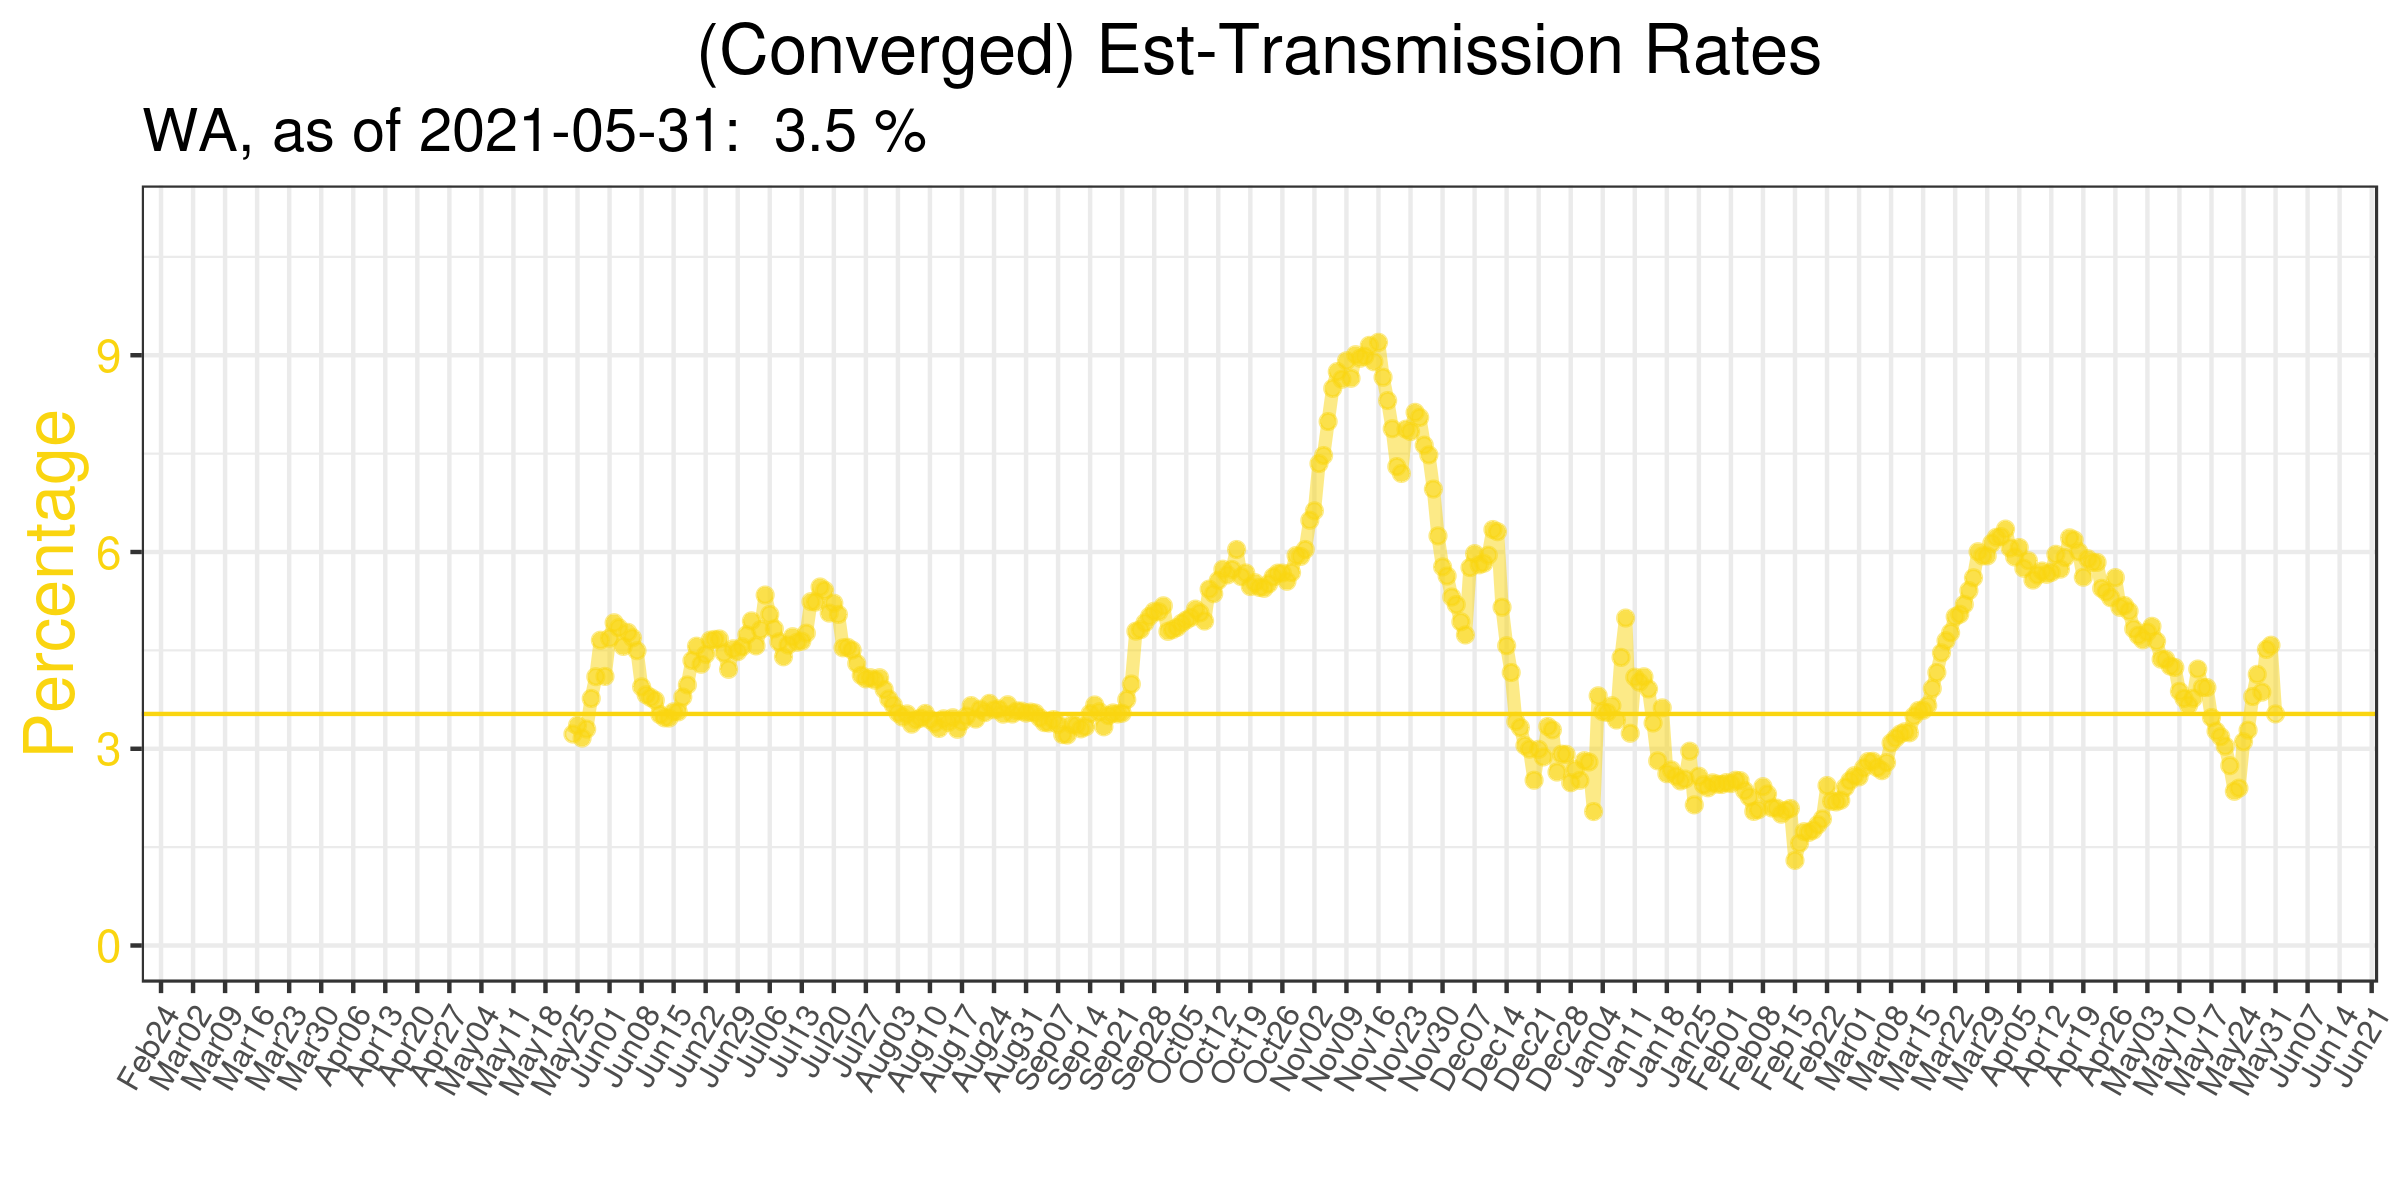 (Converged) Est-Transmission Rates
WA, as of 2021-05-31:  3.5 %
Percentage
9
6
3
0
Feb24 Mar02 Mar09 Mar16 Mar23 Mar30 Apr06 Apr13 Apr20 Apr27 May04 May11 May18 May25 Jun01 Jun08 Jun15 Jun22 Jun29 Jul06 Jul13 Jul20 Jul27 Aug03 Aug10 Aug17 Aug24 Aug31 Sep07 Sep14 Sep21 Sep28 Oct05 Oct12 Oct19 Oct26 Nov02 Nov09 Nov16 Nov23 Nov30 Dec07 Dec14 Dec21 Dec28 Jan04 Jan11 Jan18 Jan25 Feb01 Feb08 Feb15 Feb22 Mar01 Mar08 Mar15 Mar22 Mar29 Apr05 Apr12 Apr19 Apr26 May03 May10 May17 May24 May31 Jun07 Jun14 Jun21